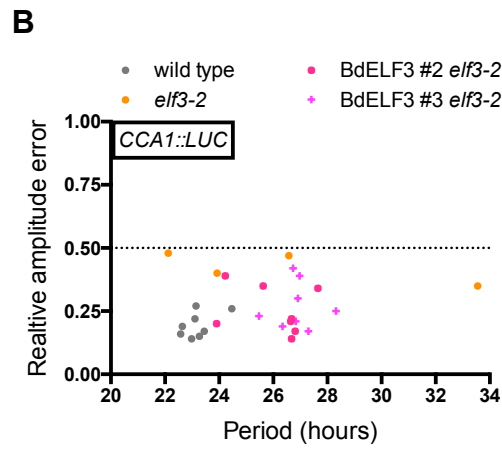 B
wild type
BdELF3 #2 elf3-2
elf3-2
BdELF3 #3 elf3-2
1.00
CCA1::LUC
0.75
0.50
0.25
0.00
Realtive amplitude error
20 22 24 26 28 30 32 34
Period (hours)